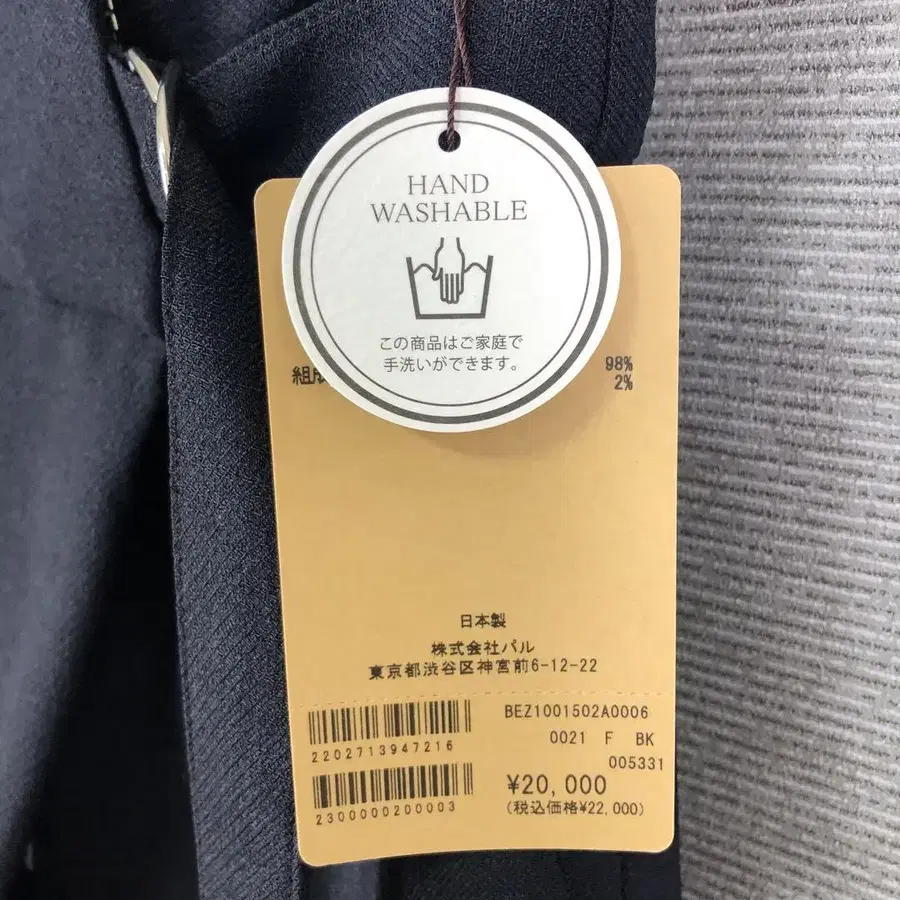 HAND
WASHABLE
この商品はご家庭で
手洗いができます。
98%
2%
日本製
株式会社パル
東京都渋谷区神宮前6-12-22
BEZ1001502A0006
2202713947216
0021 F BK
005331
¥20,000
2300000200003
(税込価格¥22,000)